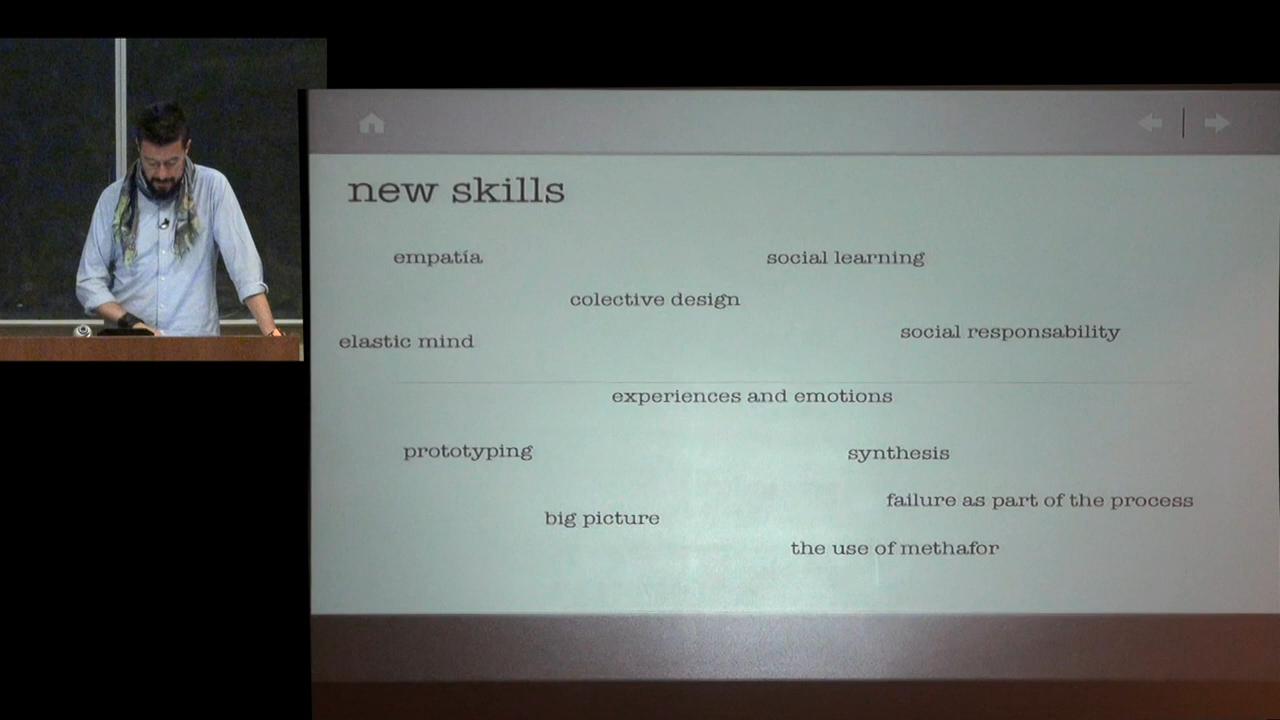 new skills
empatía
social learning
colective design
social responsability
elastic mind
experiences and emotions
prototyping
synthesis
failure as part of the process
big picture
the use of methafor